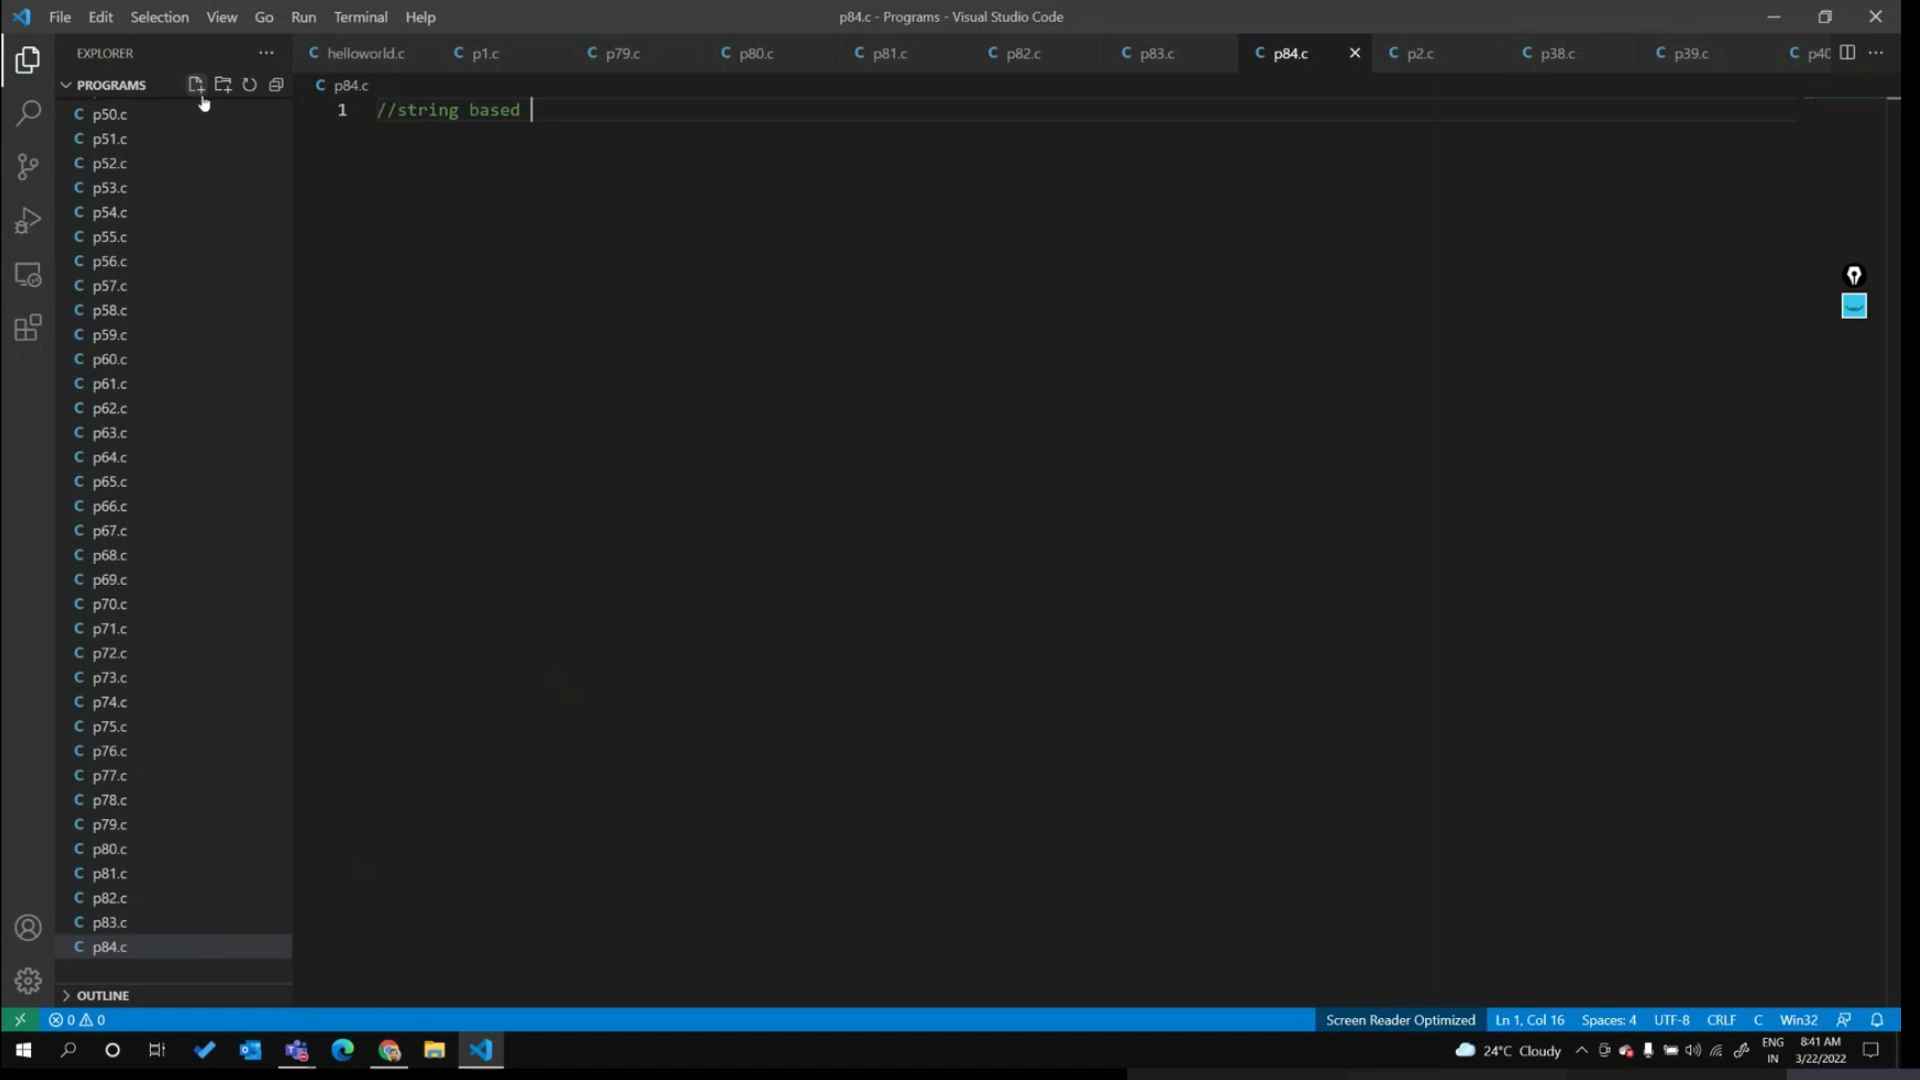 File Edit Selection View Go Run Terminal Help
p84.c - Programs - Visual Studio Code
EXPLORER
helloworld.c
p1.c
p79.c
p80.c
p81.c
p82.c
p83.c
p84.c
p2.c
p38.c
p39.c
p40
PROGRAMS
p84.c
1 //string based
p50.c
p51.c
p52.c
p53.c
p54.c
p55.c
p56.c
p57.c
p58.c
p59.c
p60.c
p61.c
p62.c
p63.c
p64.c
p65.c
p66.c
p67.c
p68.c
p69.c
p70.c
p71.c
p72.c
p73.c
p74.c
p75.c
p76.c
p77.c
p78.c
p79.c
p80.c
p81.c
p82.c
p83.c
p84.c
OUTLINE
0 0
Screen Reader Optimized Ln 1, Col 16 Spaces: 4 UTF-8 CRLF C Win32
24°C Cloudy
ENG
IN
8:41 AM
3/22/2022